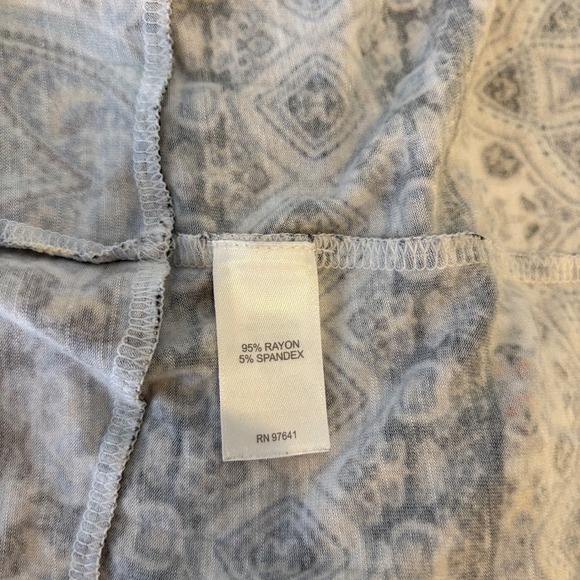 95% RAYON
5% SPANDEX
RN 97641